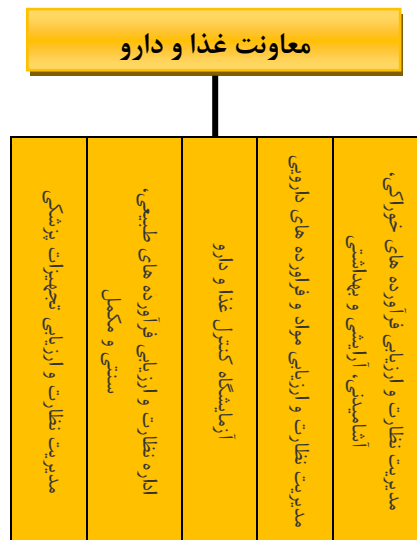 معاونت غذا و دارو
مدیریت نظارت و ارزیابی فرآورده های خوراکی،
آشامیدنی، آرایشی و بهداشتی
مدیریت نظارت و ارزیابی مواد و فراورده های دارویی
آزمایشگاه کنترل غذا و دارو
اداره نظارت و ارزیابی فرآورده های طبیعی،
سنتی و مکمل
مدیریت نظارت و ارزیابی تجهیزات پزشکی